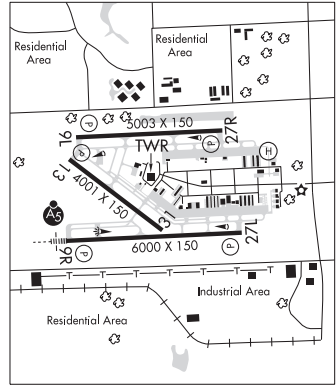 Residential
Area
Residential
Area
P
5003 X 150
9L
27R
P
TWR
P
H
13
4001 X 150
31
A5
P
6000 X 150
P
9R
27L
T T T T T T
Industrial Area
Residential Area